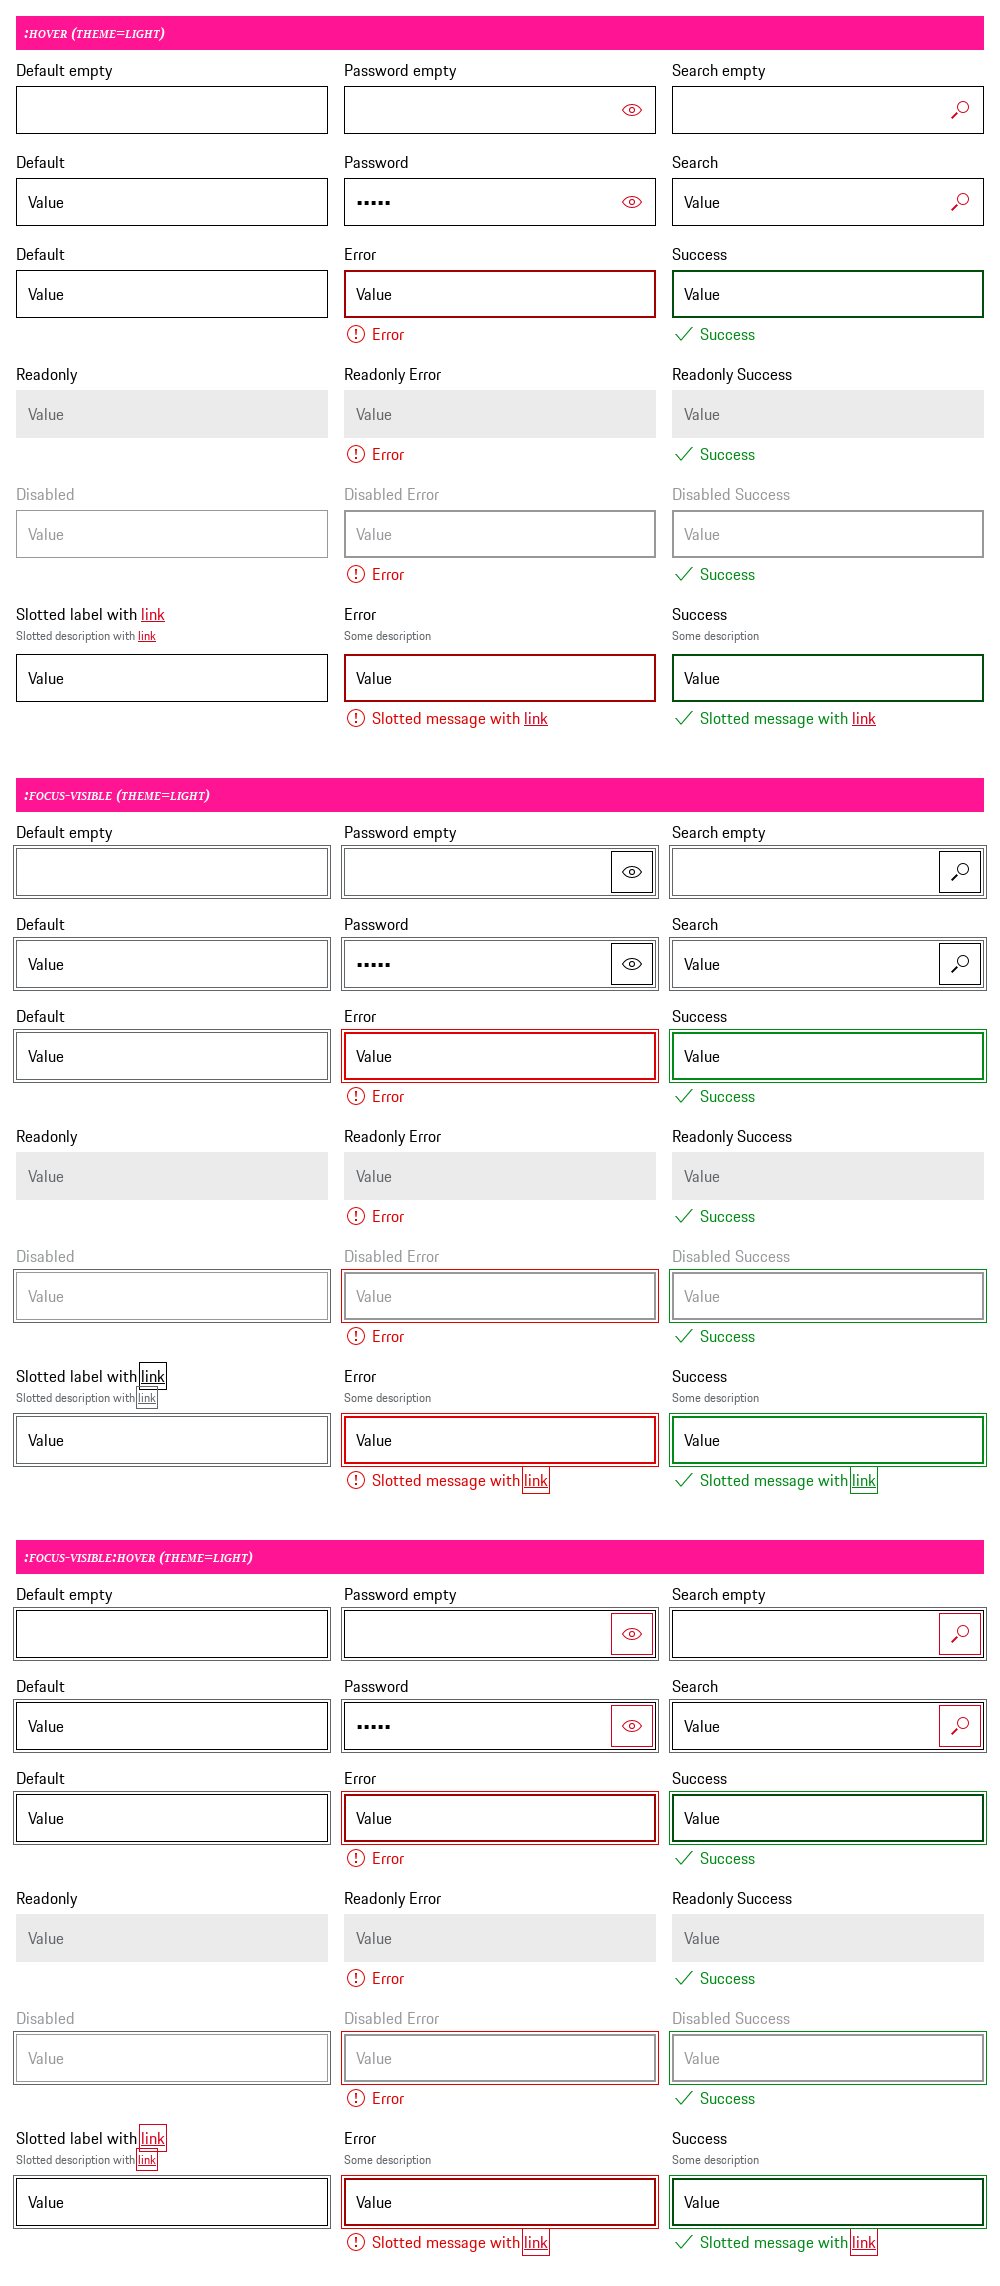 :HOVER (THEME=LIGHT)
Default empty Password empty Search empty
Default Password Search
Value ••••• Value
Default Error Success
Value Value Value
Error Success
Readonly Readonly Error Readonly Success
Value Value Value
Error Success
Disabled Disabled Error Disabled Success
Value Value Value
Error Success
Slotted label with link Error Success
Slotted description with link Some description Some description
Value Value Value
Slotted message with link Slotted message with link
:FOCUS-VISIBLE (THEME=LIGHT)
Default empty Password empty Search empty
Default Password Search
Value ••••• Value
Default Error Success
Value Value Value
Error Success
Readonly Readonly Error Readonly Success
Value Value Value
Error Success
Disabled Disabled Error Disabled Success
Value Value Value
Error Success
Slotted label with link Error Success
Slotted description with link Some description Some description
Value Value Value
Slotted message with link Slotted message with link
:FOCUS-VISIBLE:HOVER (THEME=LIGHT)
Default empty Password empty Search empty
Default Password Search
Value ••••• Value
Default Error Success
Value Value Value
Error Success
Readonly Readonly Error Readonly Success
Value Value Value
Error Success
Disabled Disabled Error Disabled Success
Value Value Value
Error Success
Slotted label with link Error Success
Slotted description with link Some description Some description
Value Value Value
Slotted message with link Slotted message with link